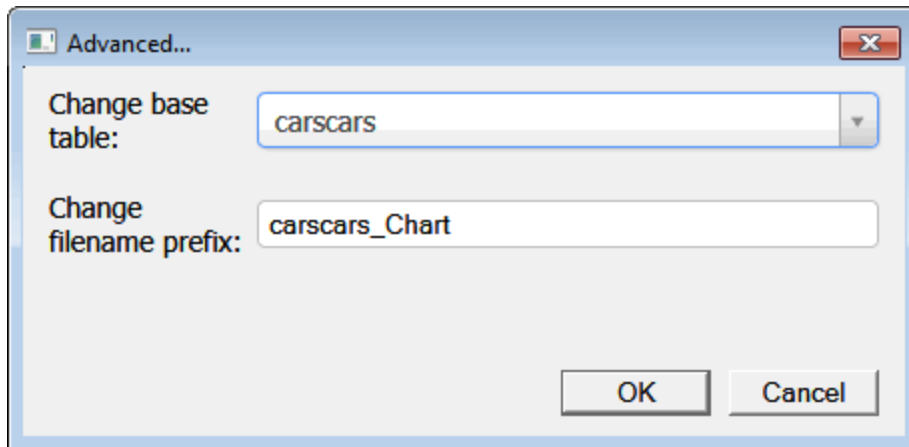 Advanced...
Change base
table:
carscars
Change
filename prefix:
carscars_Chart
OK
Cancel